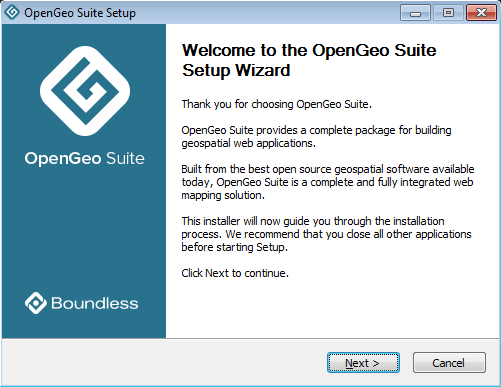 OpenGeo Suite Setup
Welcome to the OpenGeo Suite
Setup Wizard
Thank you for choosing OpenGeo Suite.
OpenGeo Suite provides a complete package for building
geospatial web applications.
Built from the best open source geospatial software available
today, OpenGeo Suite is a complete and fully integrated web
mapping solution.
This installer will now guide you through the installation
process. We recommend that you close all other applications
before starting Setup.
Click Next to continue.
OpenGeo Suite
Boundless
Next >
Cancel